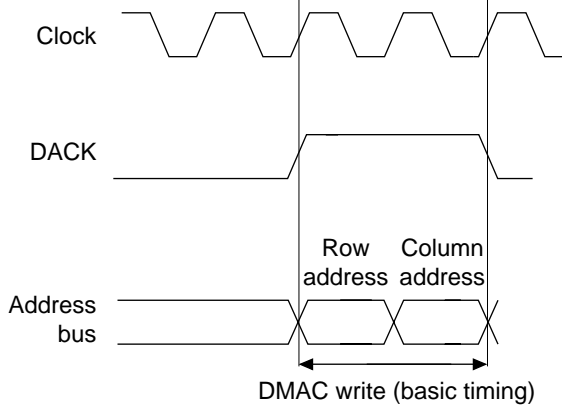 Clock
DACK
Row
address
Column
address
Address
bus
DMAC write (basic timing)